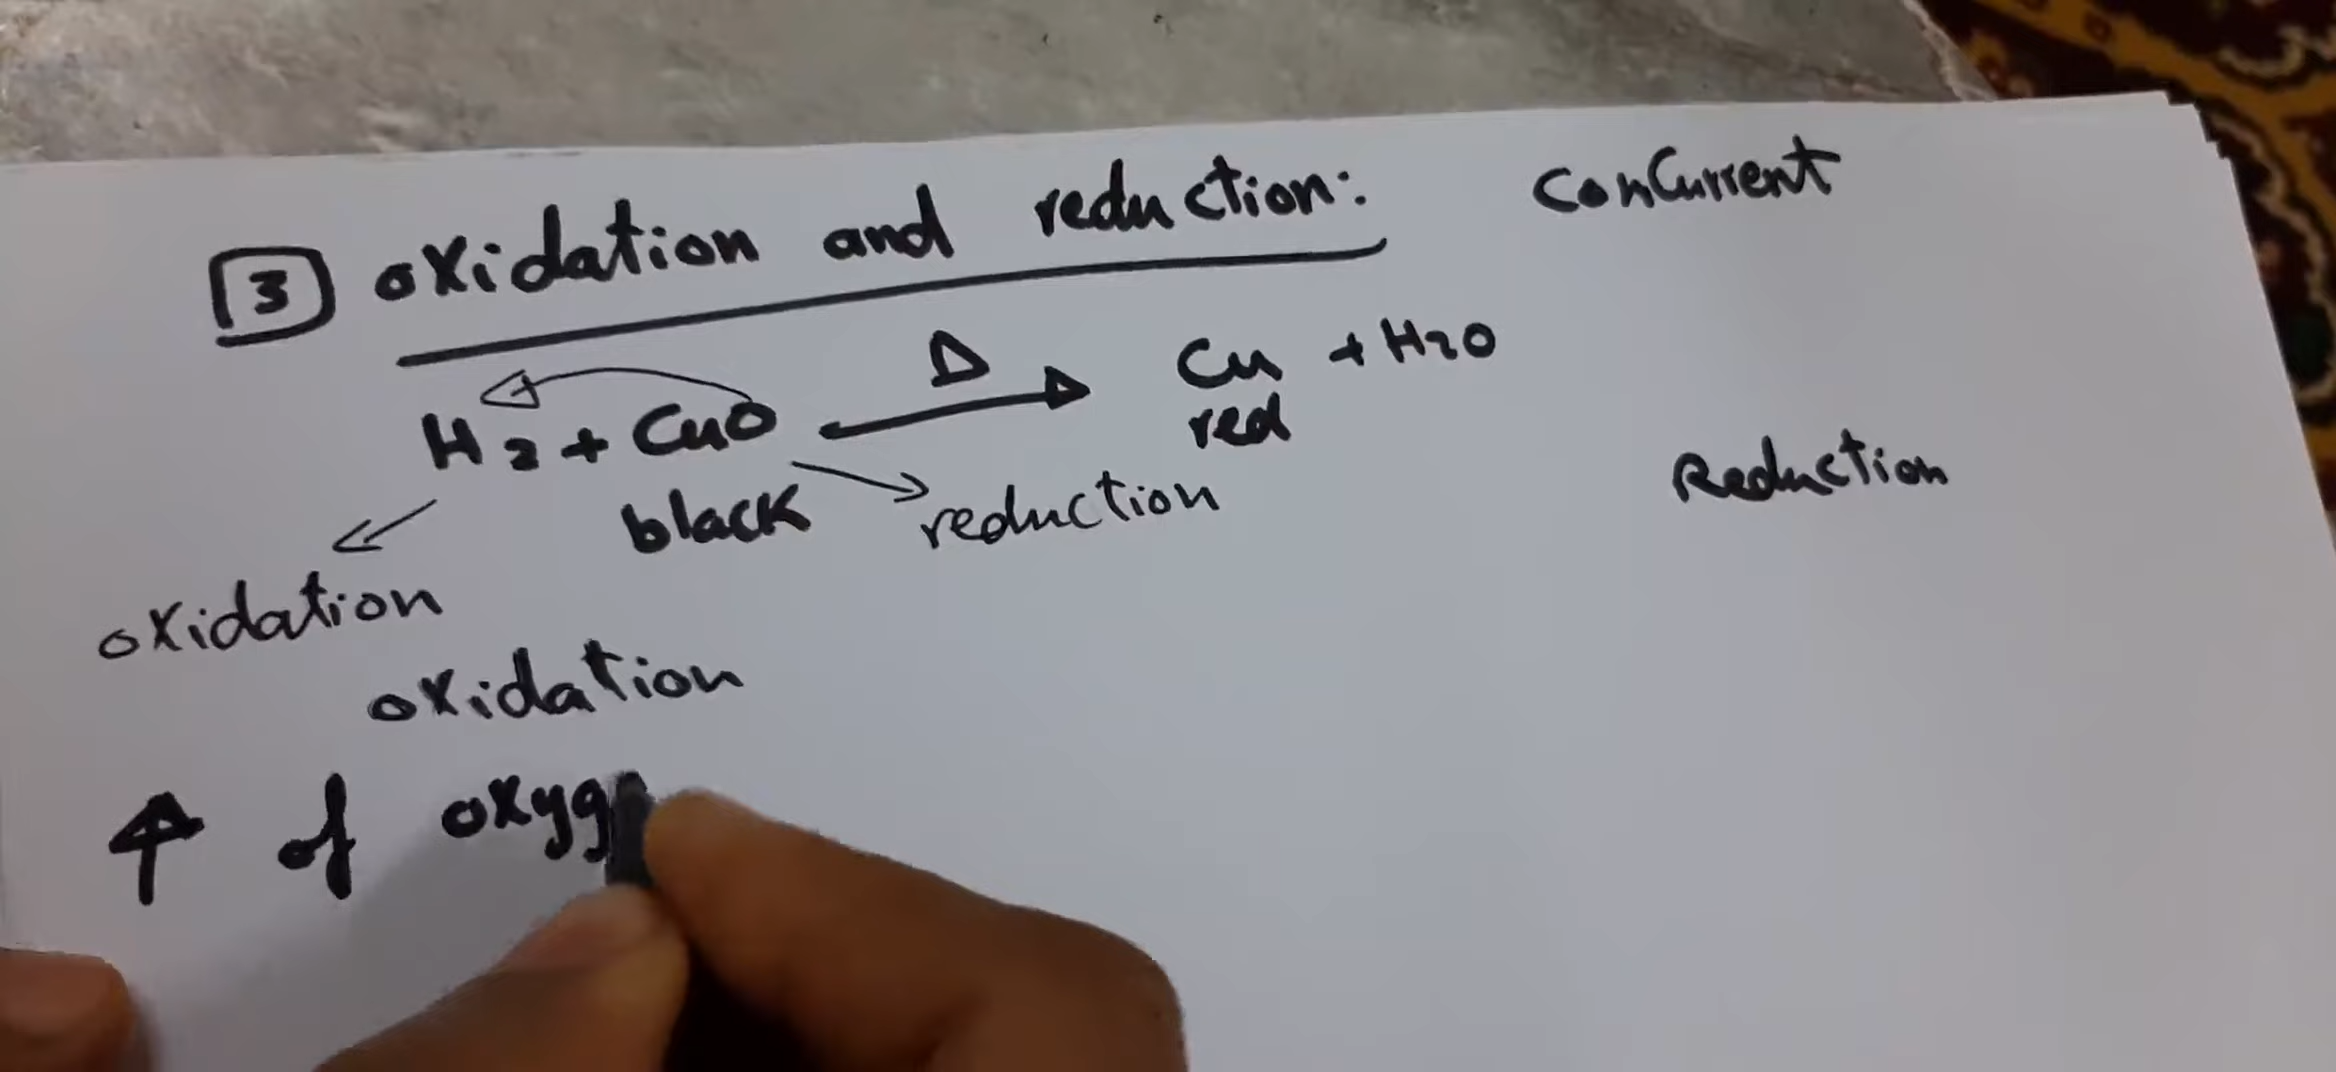 3 oxidation and reduction: ConCurrent
H2 + CuO Δ Cu + H2O
black red
reduction Reduction
oxidation
oxidation
↑ of oxyg